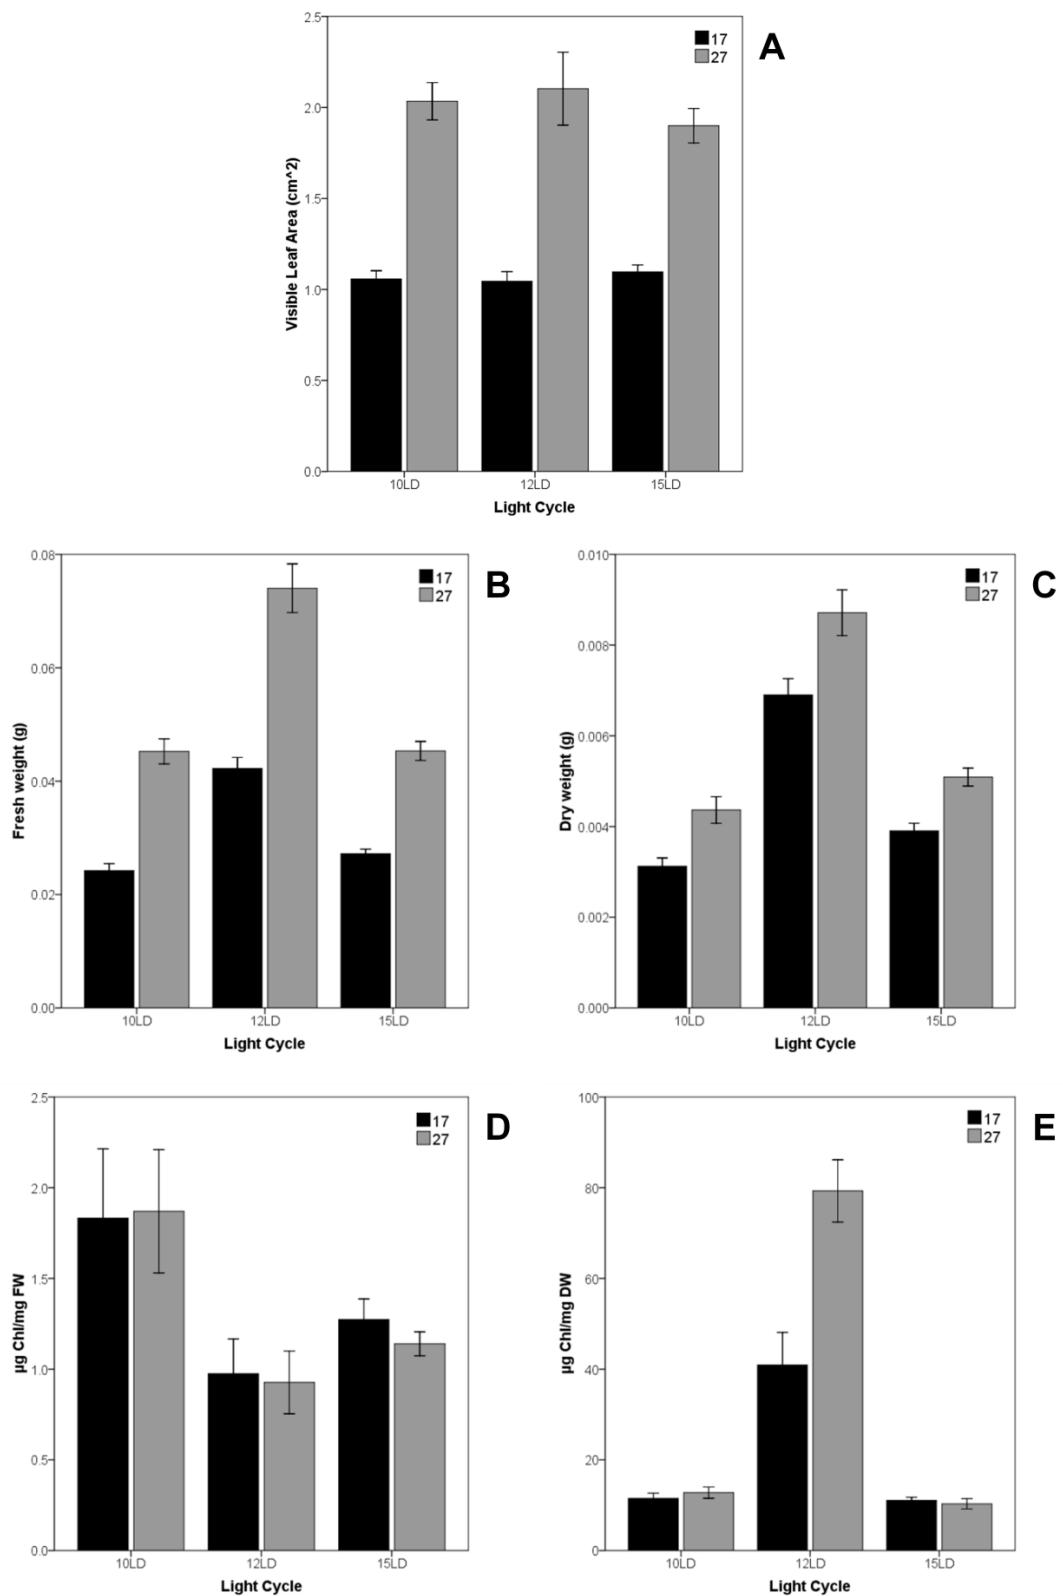 A
17
27
2.5
2.0
1.5
1.0
0.5
0.0
Visible Leaf Area (cm^2)
10LD 12LD 15LD
Light Cycle
B
17
27
0.08
0.06
0.04
0.02
0.00
Fresh weight (g)
10LD 12LD 15LD
Light Cycle
C
17
27
0.010
0.008
0.006
0.004
0.002
0.000
Dry weight (g)
10LD 12LD 15LD
Light Cycle
D
17
27
2.5
2.0
1.5
1.0
0.5
0.0
µg Chl/mg FW
10LD 12LD 15LD
Light Cycle
E
17
27
100
80
60
40
20
0
µg Chl/mg DW
10LD 12LD 15LD
Light Cycle